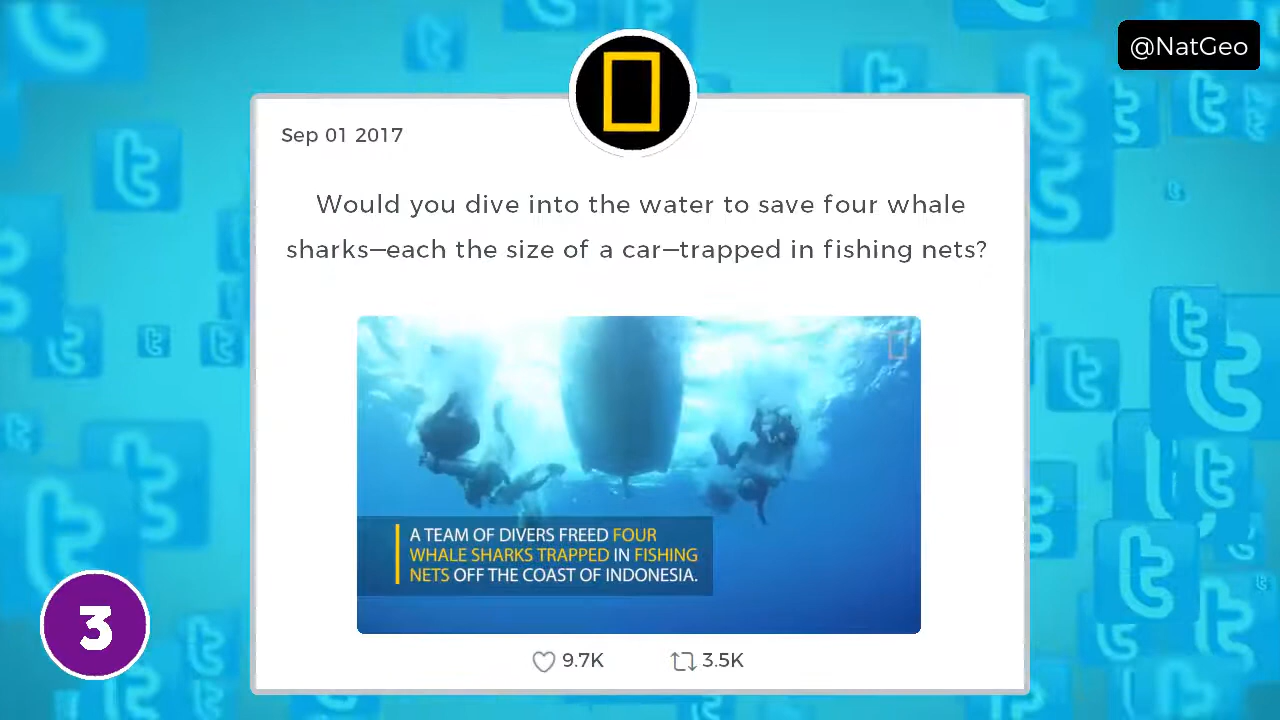 @NatGeo
Sep 01 2017
Would you dive into the water to save four whale
sharks—each the size of a car—trapped in fishing nets?
A TEAM OF DIVERS FREED FOUR
WHALE SHARKS TRAPPED IN FISHING
NETS OFF THE COAST OF INDONESIA.
3
9.7K 3.5K